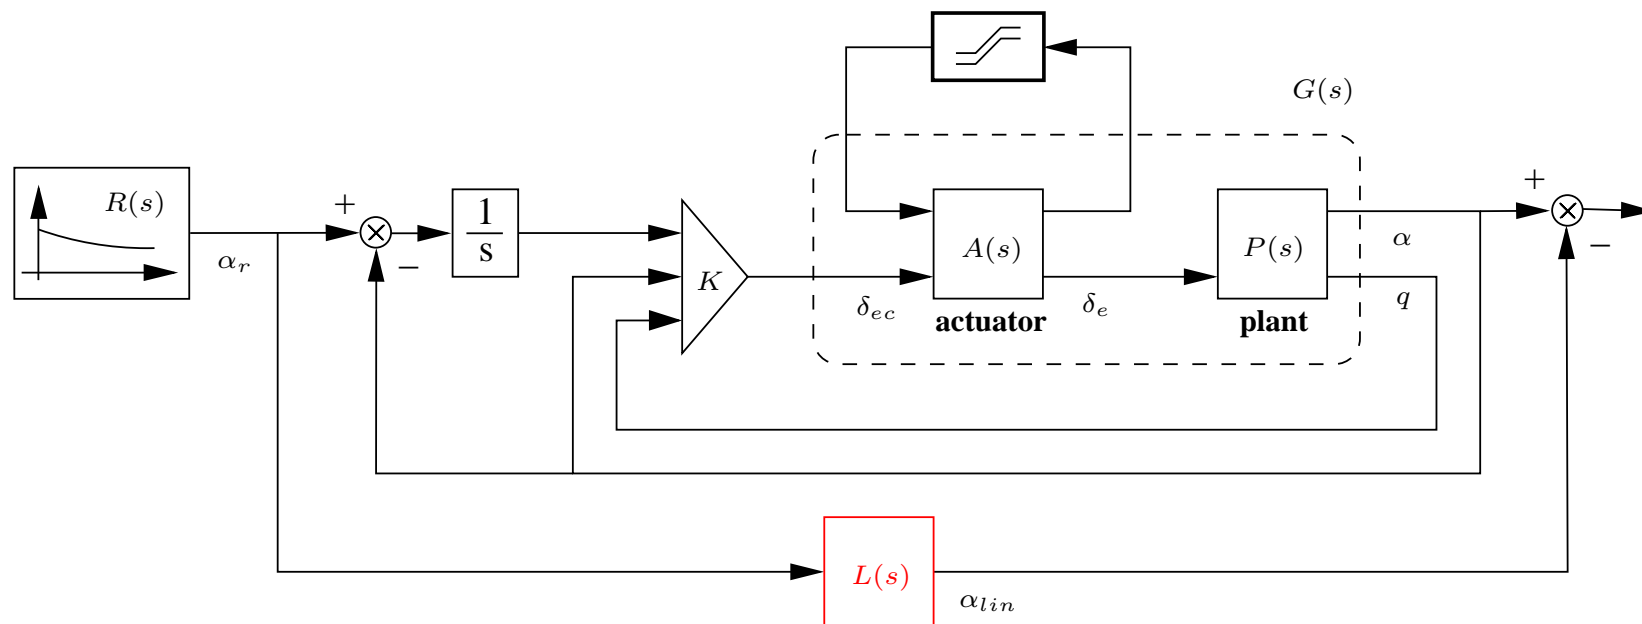 G(s)
R(s)
+
+
1
s
α_r
−
K
A(s)
P(s)
α
−
δ_ec
δ_e
q
actuator
plant
L(s)
α_lin